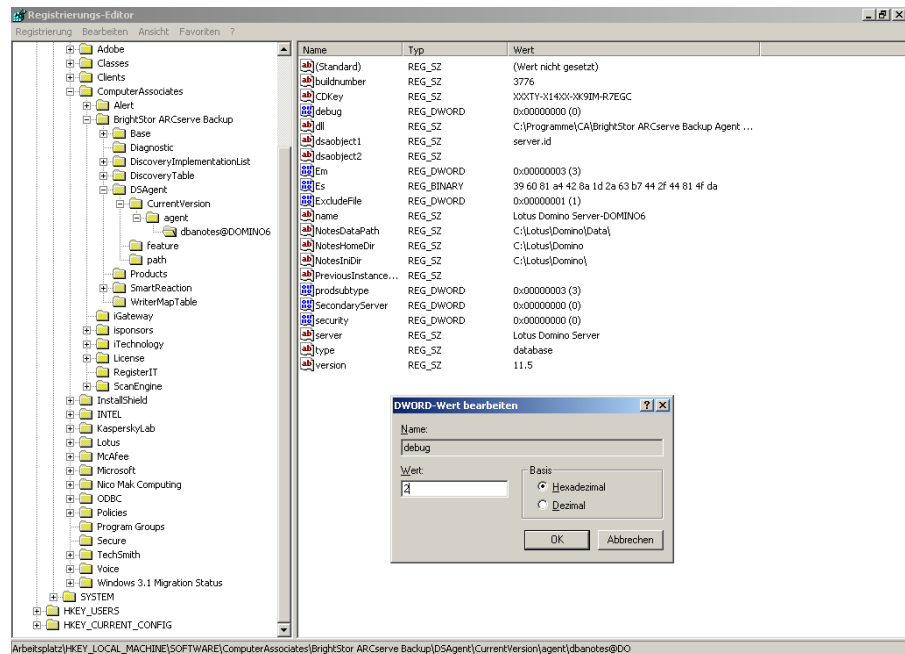 Registrierungs-Editor
Registrierung Bearbeiten Ansicht Favoriten ?
Adobe
Classes
Clients
ComputerAssociates
Alert
BrightStor ARCserve Backup
Base
Diagnostic
DiscoveryImplementationList
DiscoveryTable
DSAgent
CurrentVersion
agent
dbanotes@DOMINO6
feature
path
Products
SmartReaction
WriterMapTable
iGateway
isponsors
iTechnology
License
RegisterIT
ScanEngine
InstallShield
INTEL
KasperskyLab
Lotus
McAfee
Microsoft
Nico Mak Computing
ODBC
Policies
Program Groups
Secure
TechSmith
Voice
Windows 3.1 Migration Status
SYSTEM
HKEY_USERS
HKEY_CURRENT_CONFIG
Name Typ Wert
(Standard) REG_SZ (Wert nicht gesetzt)
buildnumber REG_SZ 3776
CDKey REG_SZ XXXTY-X14XX-XK9IM-R7EGC
debug REG_DWORD 0x00000000 (0)
dll REG_SZ C:\Programme\CA\BrightStor ARCserve Backup Agent ...
dsaobject1 REG_SZ server.id
dsaobject2 REG_SZ
Em REG_DWORD 0x00000003 (3)
Es REG_BINARY 39 60 81 a4 42 8a 1d 2a 63 b7 44 2f 44 81 4f da
ExcludeFile REG_DWORD 0x00000001 (1)
name REG_SZ Lotus Domino Server-DOMINO6
NotesDataPath REG_SZ C:\Lotus\Domino\Data\
NotesHomeDir REG_SZ C:\Lotus\Domino
NotesIniDir REG_SZ C:\Lotus\Domino\
PreviousInstance... REG_SZ
prodsubtype REG_DWORD 0x00000003 (3)
SecondaryServer REG_DWORD 0x00000000 (0)
security REG_DWORD 0x00000000 (0)
server REG_SZ Lotus Domino Server
type REG_SZ database
version REG_SZ 11.5
DWORD-Wert bearbeiten
Name:
debug
Wert:
2
Basis
Hexadezimal
Dezimal
OK Abbrechen
Arbeitsplatz\HKEY_LOCAL_MACHINE\SOFTWARE\ComputerAssociates\BrightStor ARCserve Backup\DSAgent\CurrentVersion\agent\dbanotes@DO